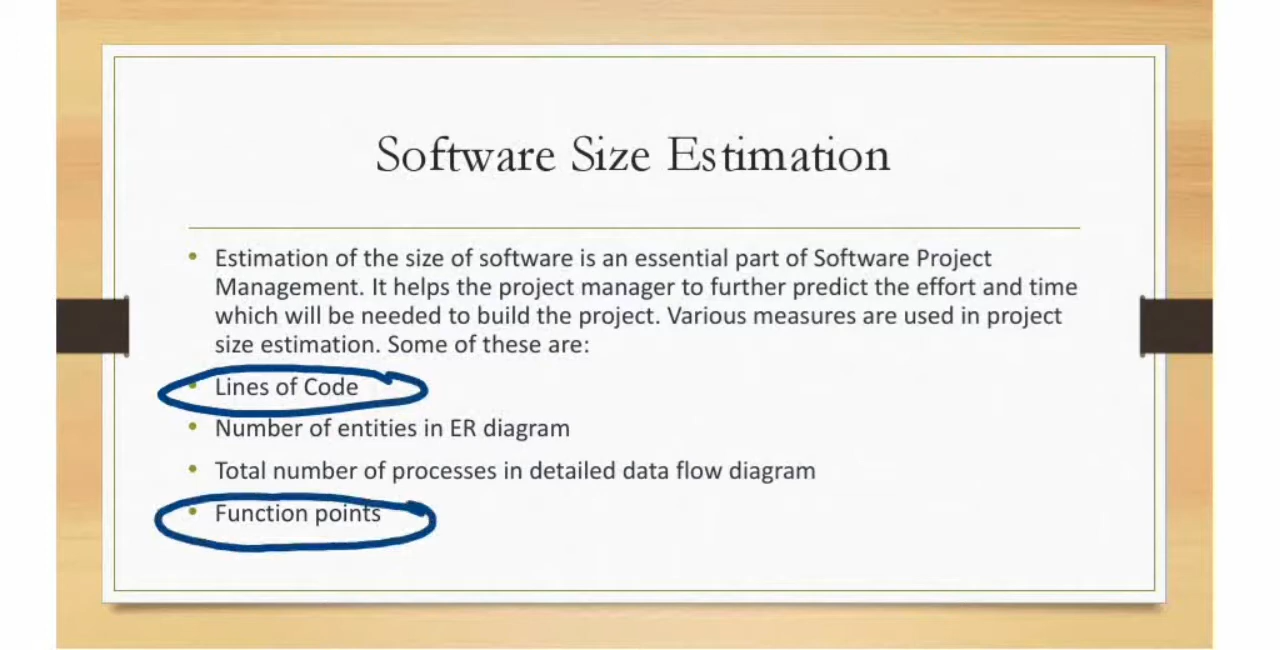 Software Size Estimation
• Estimation of the size of software is an essential part of Software Project
Management. It helps the project manager to further predict the effort and time
which will be needed to build the project. Various measures are used in project
size estimation. Some of these are:
• Lines of Code
• Number of entities in ER diagram
• Total number of processes in detailed data flow diagram
• Function points